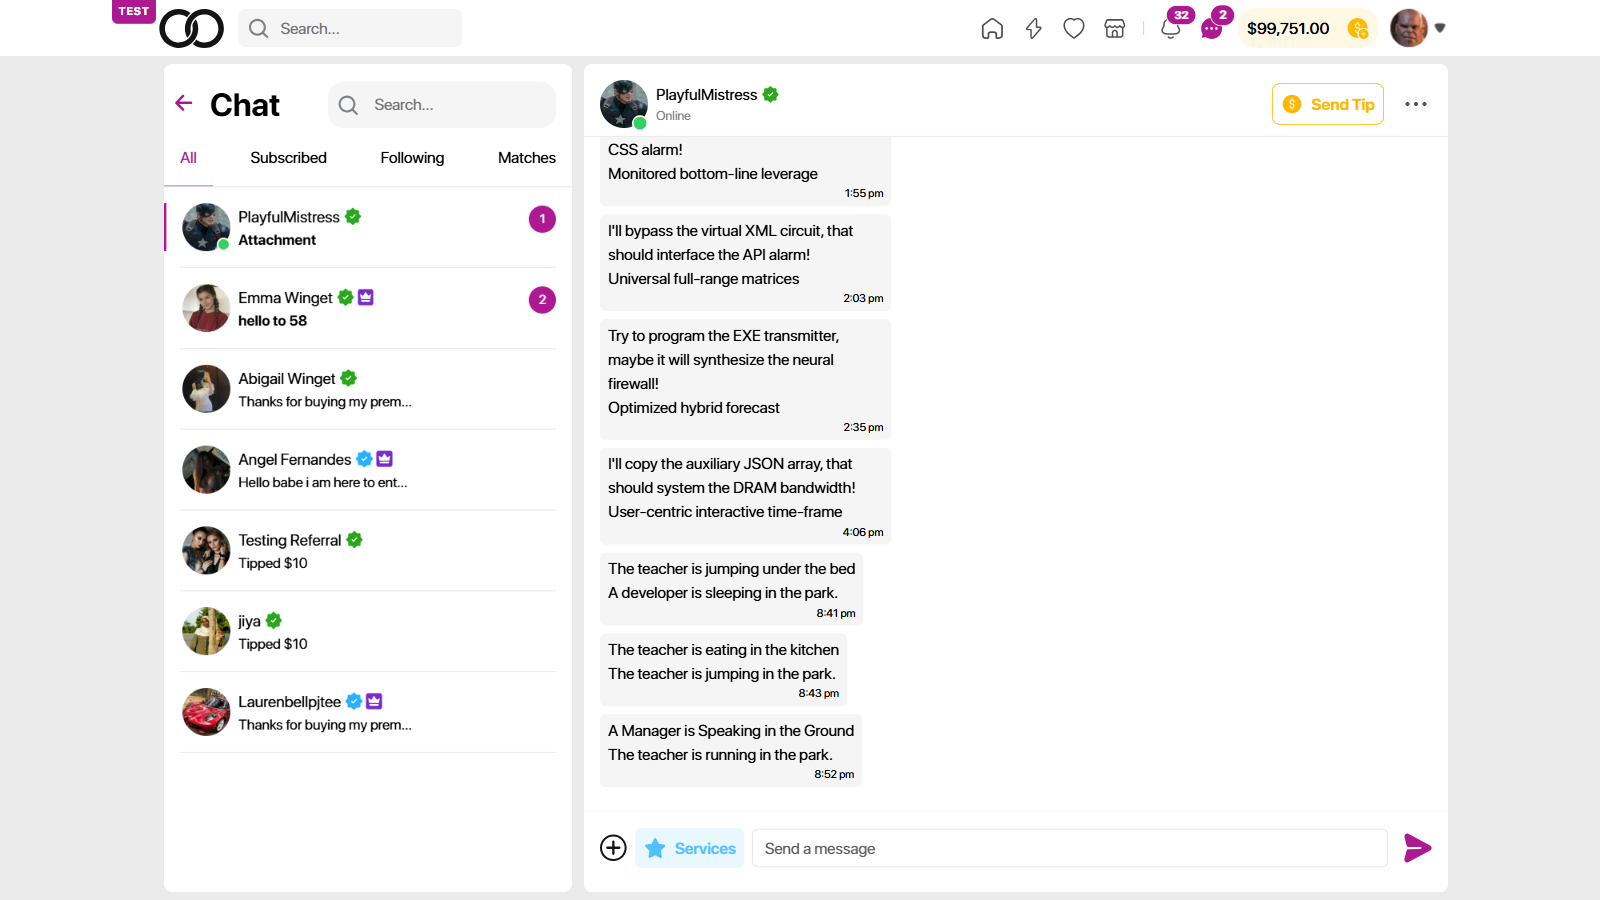 TEST
Search...
32
2
$99,751.00
Chat
Search...
All
Subscribed
Following
Matches
PlayfulMistress
Attachment
1
Emma Winget
hello to 58
2
Abigail Winget
Thanks for buying my prem...
Angel Fernandes
Hello babe i am here to ent...
Testing Referral
Tipped $10
jiya
Tipped $10
Laurenbellpjtee
Thanks for buying my prem...
PlayfulMistress
Online
Send Tip
CSS alarm!
Monitored bottom-line leverage
1:55 pm
I'll bypass the virtual XML circuit, that
should interface the API alarm!
Universal full-range matrices
2:03 pm
Try to program the EXE transmitter,
maybe it will synthesize the neural
firewall!
Optimized hybrid forecast
2:35 pm
I'll copy the auxiliary JSON array, that
should system the DRAM bandwidth!
User-centric interactive time-frame
4:06 pm
The teacher is jumping under the bed
A developer is sleeping in the park.
8:41 pm
The teacher is eating in the kitchen
The teacher is jumping in the park.
8:43 pm
A Manager is Speaking in the Ground
The teacher is running in the park.
8:52 pm
Services
Send a message